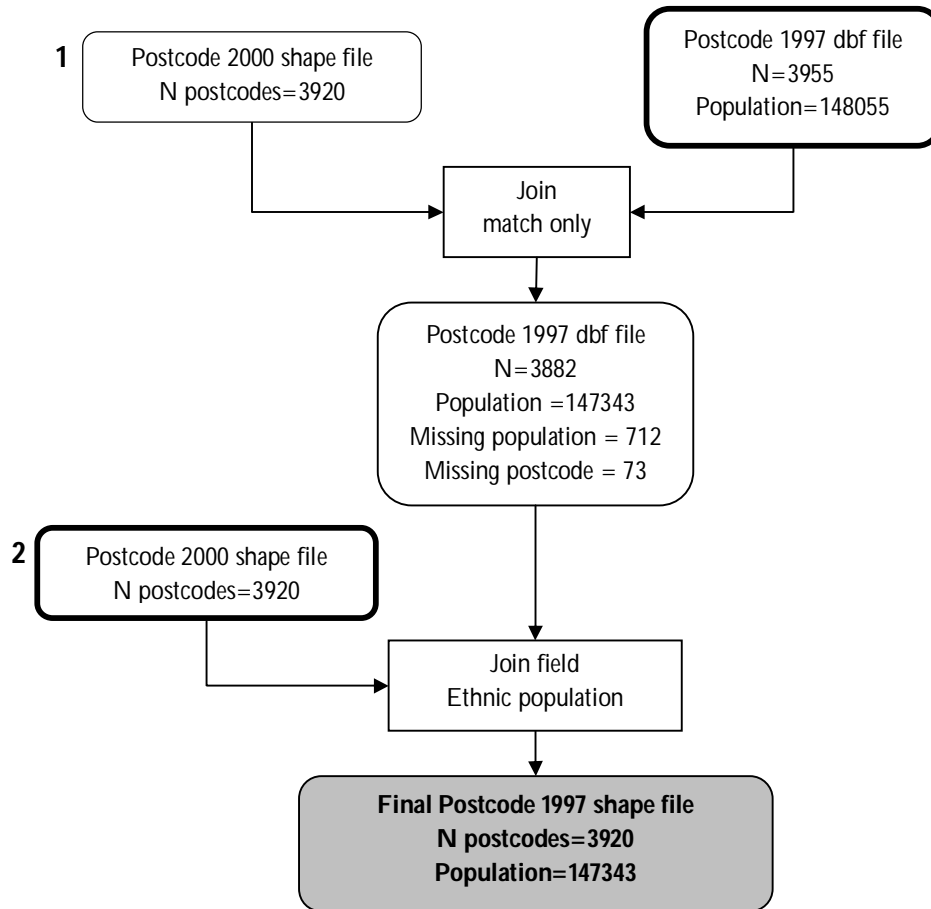 1
Postcode 2000 shape file
N postcodes=3920
Postcode 1997 dbf file
N=3955
Population=148055
Join
match only
Postcode 1997 dbf file
N=3882
Population =147343
Missing population = 712
Missing postcode = 73
2
Postcode 2000 shape file
N postcodes=3920
Join field
Ethnic population
Final Postcode 1997 shape file
N postcodes=3920
Population=147343